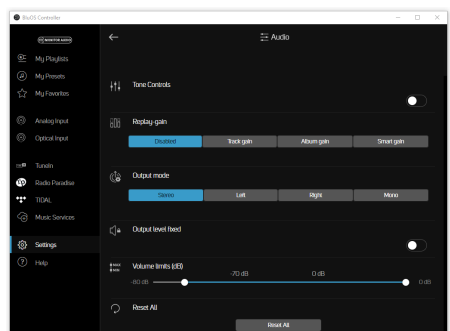 BluOS Controller
MONITOR AUDIO
My Playlists
My Presets
My Favorites
Analog Input
Optical Input
TuneIn
Radio Paradise
TIDAL
Music Services
Settings
Help
Audio
Tone Controls
Replay-gain
Disabled Track gain Album gain Smart gain
Output mode
Stereo Left Right Mono
Output level fixed
Volume limits (dB)
-70 dB 0 dB
-80 dB 0 dB
Reset All
Reset All